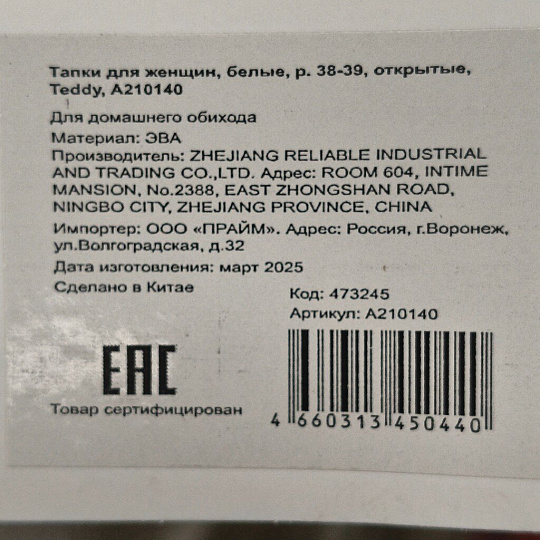 Тапки для женщин, белые, р. 38-39, открытые,
Teddy, A210140
Для домашнего обихода
Материал: ЭВА
Производитель: ZHEJIANG RELIABLE INDUSTRIAL
AND TRADING CO.,LTD. Адрес: ROOM 604, INTIME
MANSION, No.2388, EAST ZHONGSHAN ROAD,
NINGBO CITY, ZHEJIANG PROVINCE, CHINA
Импортер: ООО «ПРАЙМ». Адрес: Россия, г.Воронеж,
ул.Волгоградская, д.32
Дата изготовления: март 2025
Сделано в Китае
Код: 473245
Артикул: A210140
EAC
Товар сертифицирован
4 660313 450440